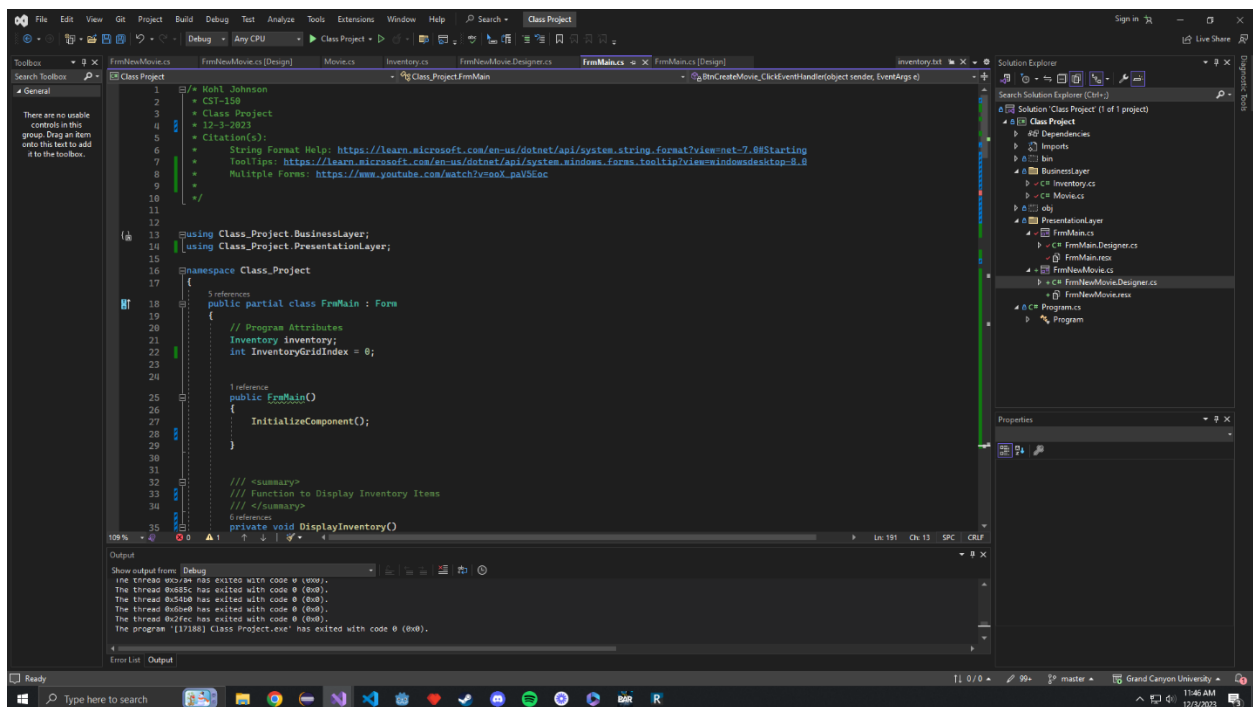 File Edit View Git Project Build Debug Test Analyze Tools Extensions Window Help Search Class Project Sign in
Debug Any CPU Class Project Live Share
Toolbox
Search Toolbox
General
There are no usable
controls in this
group. Drag an item
onto this text to add
it to the toolbox.
FrmNewMovie.cs FrmNewMovie.cs [Design] Movie.cs Inventory.cs FrmNewMovie.Designer.cs FrmMain.cs FrmMain.cs [Design] inventory.txt
Class Project Class_Project.FrmMain BtnCreateMovie_ClickEventHandler(object sender, EventArgs e)
1 /* Kohl Johnson
2 * CST-150
3 * Class Project
4 * 12-3-2023
5 * Citation(s):
6 * String Format Help: https://learn.microsoft.com/en-us/dotnet/api/system.string.format?view=net-7.0#Starting
7 * ToolTips: https://learn.microsoft.com/en-us/dotnet/api/system.windows.forms.tooltip?view=windowsdesktop-8.0
8 * Mulitple Forms: https://www.youtube.com/watch?v=ooX_paV5Eoc
9 *
10 */
11
12
13 using Class_Project.BusinessLayer;
14 using Class_Project.PresentationLayer;
15
16 namespace Class_Project
17 {
5 references
18 public partial class FrmMain : Form
19 {
20 // Program Attributes
21 Inventory inventory;
22 int InventoryGridIndex = 0;
23
24
1 reference
25 public FrmMain()
26 {
27 InitializeComponent();
28
29 }
30
31
32 /// <summary>
33 /// Function to Display Inventory Items
34 /// </summary>
6 references
35 private void DisplayInventory()
109 % 0 1 Ln: 191 Ch: 13 SPC CRLF
Output
Show output from: Debug
The thread 0x57a4 has exited with code 0 (0x0).
The thread 0x685c has exited with code 0 (0x0).
The thread 0x54b0 has exited with code 0 (0x0).
The thread 0x6be0 has exited with code 0 (0x0).
The thread 0x2fec has exited with code 0 (0x0).
The program '[17188] Class Project.exe' has exited with code 0 (0x0).
Error List Output
Solution Explorer
Search Solution Explorer (Ctrl+;)
Solution 'Class Project' (1 of 1 project)
Class Project
Dependencies
Imports
bin
BusinessLayer
C# Inventory.cs
C# Movie.cs
obj
PresentationLayer
FrmMain.cs
C# FrmMain.Designer.cs
FrmMain.resx
FrmNewMovie.cs
C# FrmNewMovie.Designer.cs
FrmNewMovie.resx
C# Program.cs
Program
Properties
Diagnostic Tools
Ready 0 / 0 99+ master Grand Canyon University
Type here to search BAR R 11:46 AM
12/3/2023